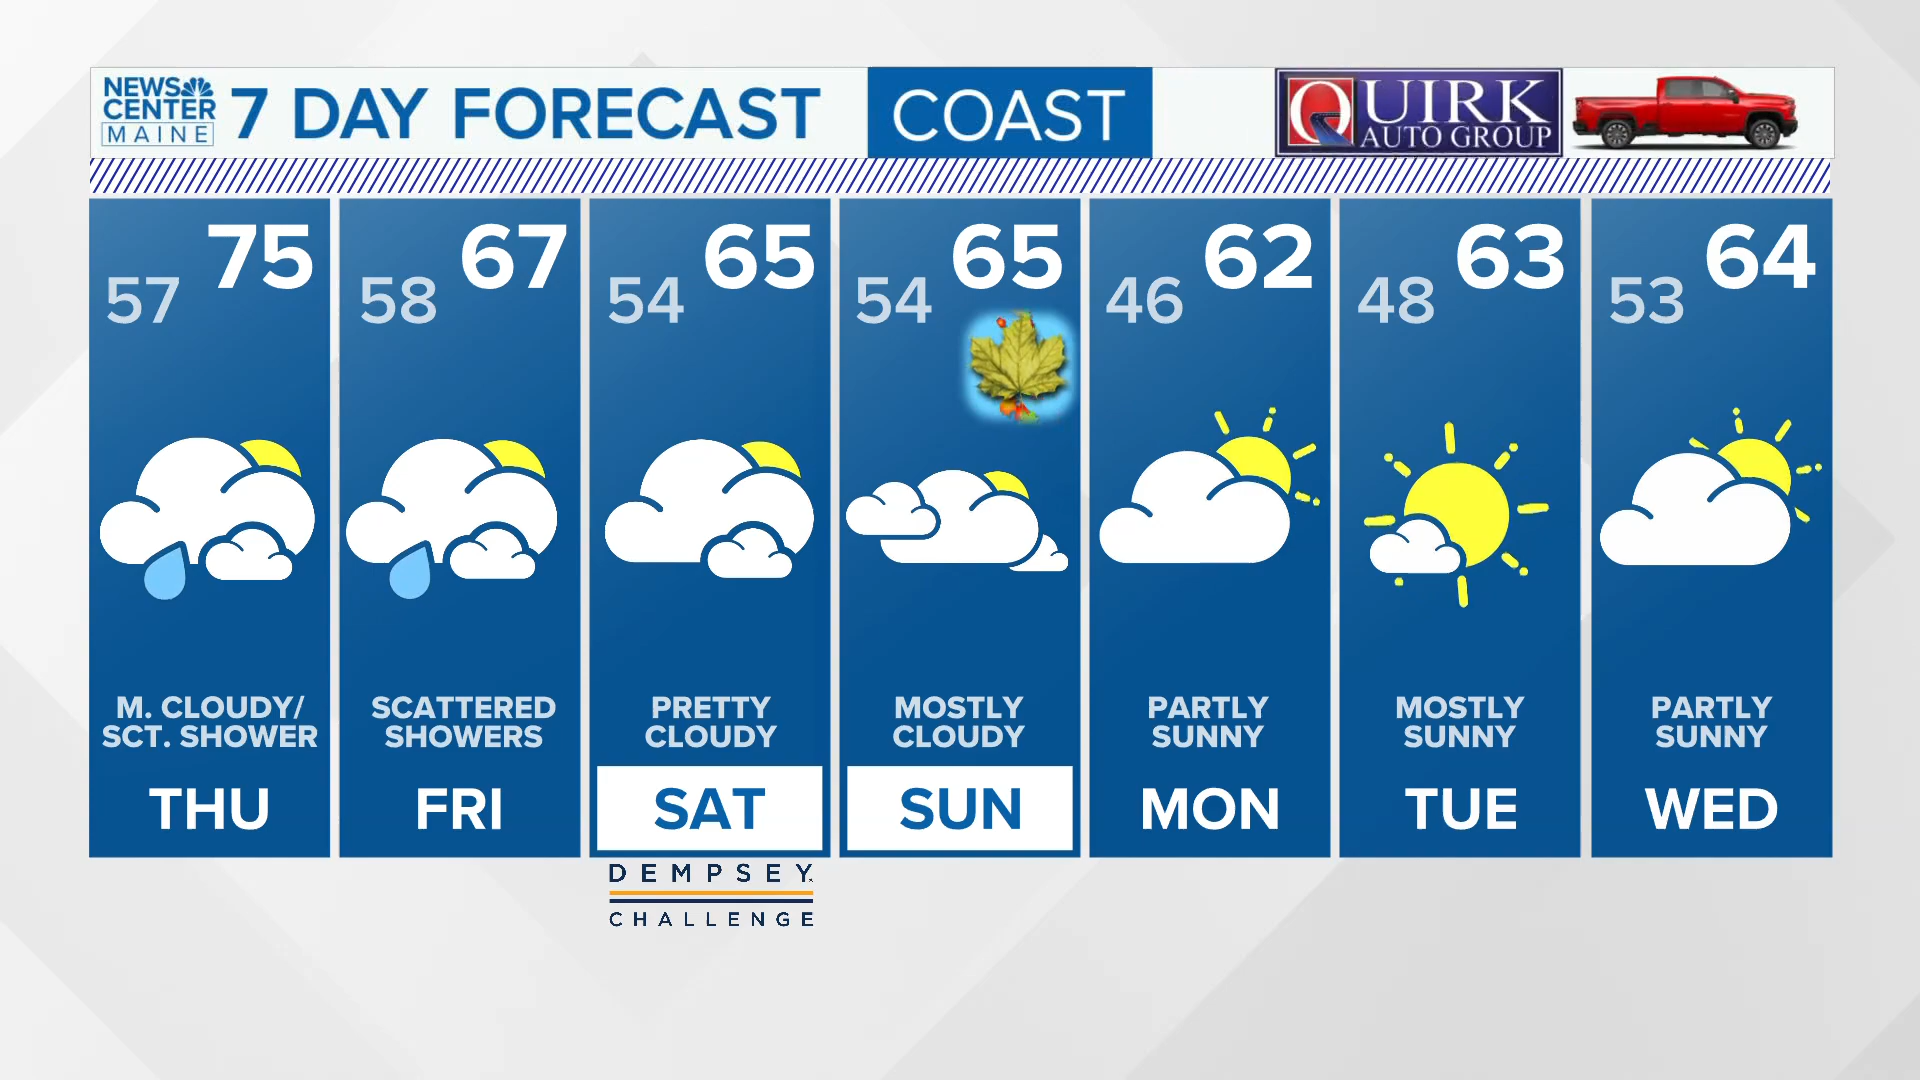 NEWS
CENTER
MAINE
7 DAY FORECAST
COAST
QUIRK
AUTO GROUP
57 75
58 67
54 65
54 65
46 62
48 63
53 64
M. CLOUDY/
SCT. SHOWER
SCATTERED
SHOWERS
PRETTY
CLOUDY
MOSTLY
CLOUDY
PARTLY
SUNNY
MOSTLY
SUNNY
PARTLY
SUNNY
THU
FRI
SAT
SUN
MON
TUE
WED
DEMPSEY
CHALLENGE